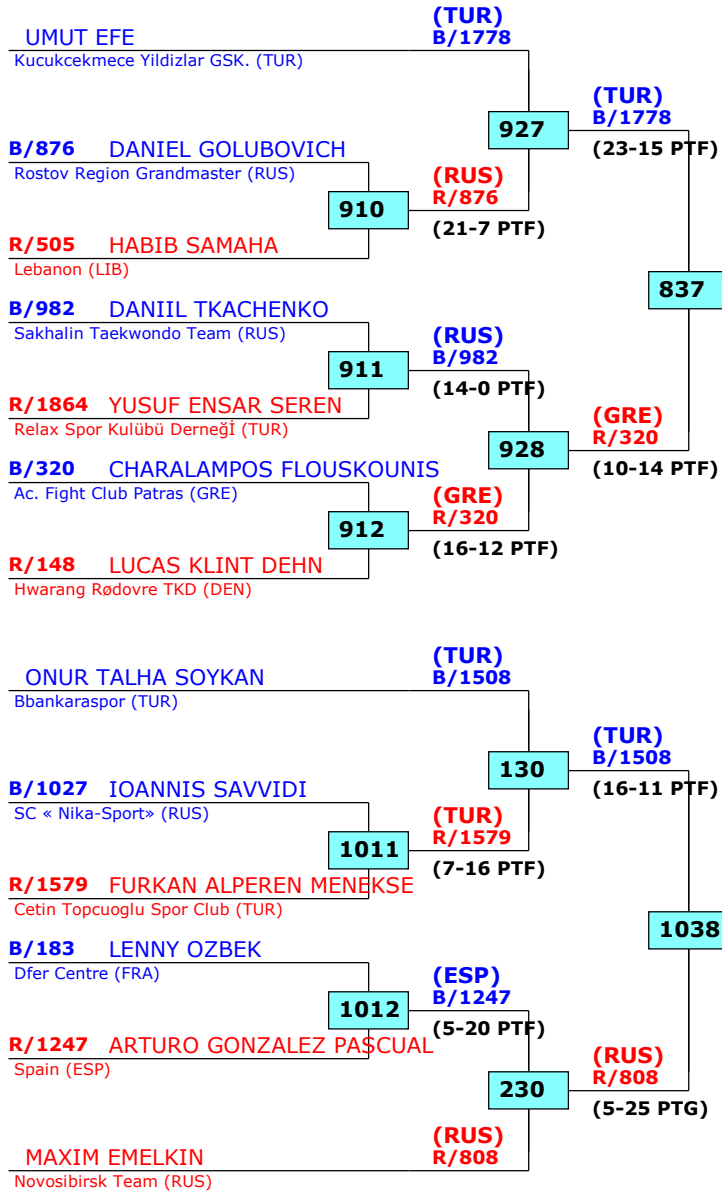 (TUR)
UMUT EFE B/1778
Kucukcekmece Yildizlar GSK. (TUR)
(TUR)
927 B/1778
B/876 DANIEL GOLUBOVICH (23-15 PTF)
Rostov Region Grandmaster (RUS)
(RUS)
910 R/876
(21-7 PTF)
R/505 HABIB SAMAHA
Lebanon (LIB)
837
B/982 DANIIL TKACHENKO
Sakhalin Taekwondo Team (RUS)
(RUS)
911 B/982
(14-0 PTF)
R/1864 YUSUF ENSAR SEREN
Relax Spor Kulübü Derneğİ (TUR)
(GRE)
928 R/320
B/320 CHARALAMPOS FLOUSKOUNIS (10-14 PTF)
Ac. Fight Club Patras (GRE)
(GRE)
912 R/320
(16-12 PTF)
R/148 LUCAS KLINT DEHN
Hwarang Rødovre TKD (DEN)
(TUR)
ONUR TALHA SOYKAN B/1508
Bbankaraspor (TUR)
(TUR)
130 B/1508
B/1027 IOANNIS SAVVIDI (16-11 PTF)
SC « Nika-Sport» (RUS)
(TUR)
1011 R/1579
(7-16 PTF)
R/1579 FURKAN ALPEREN MENEKSE
Cetin Topcuoglu Spor Club (TUR)
1038
B/183 LENNY OZBEK
Dfer Centre (FRA)
(ESP)
1012 B/1247
(5-20 PTF)
R/1247 ARTURO GONZALEZ PASCUAL
Spain (ESP)
(RUS)
230 R/808
(5-25 PTG)
(RUS)
MAXIM EMELKIN R/808
Novosibirsk Team (RUS)